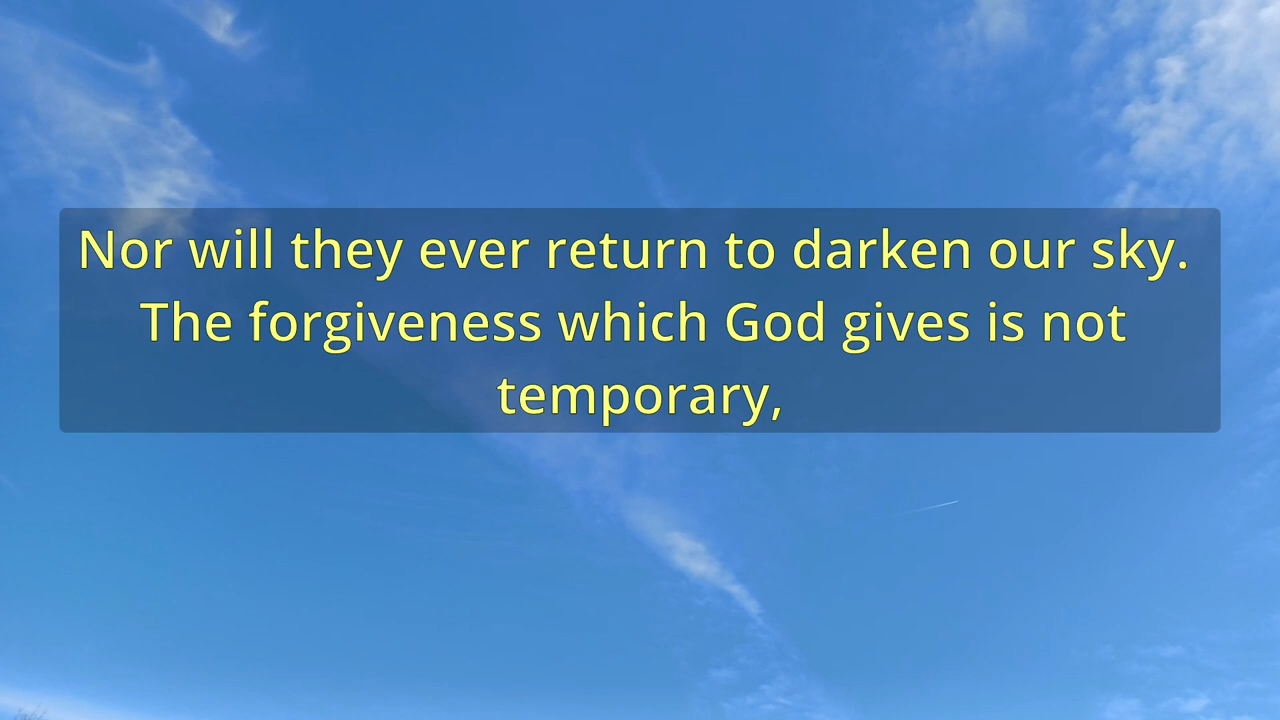 Nor will they ever return to darken our sky.
The forgiveness which God gives is not
temporary,